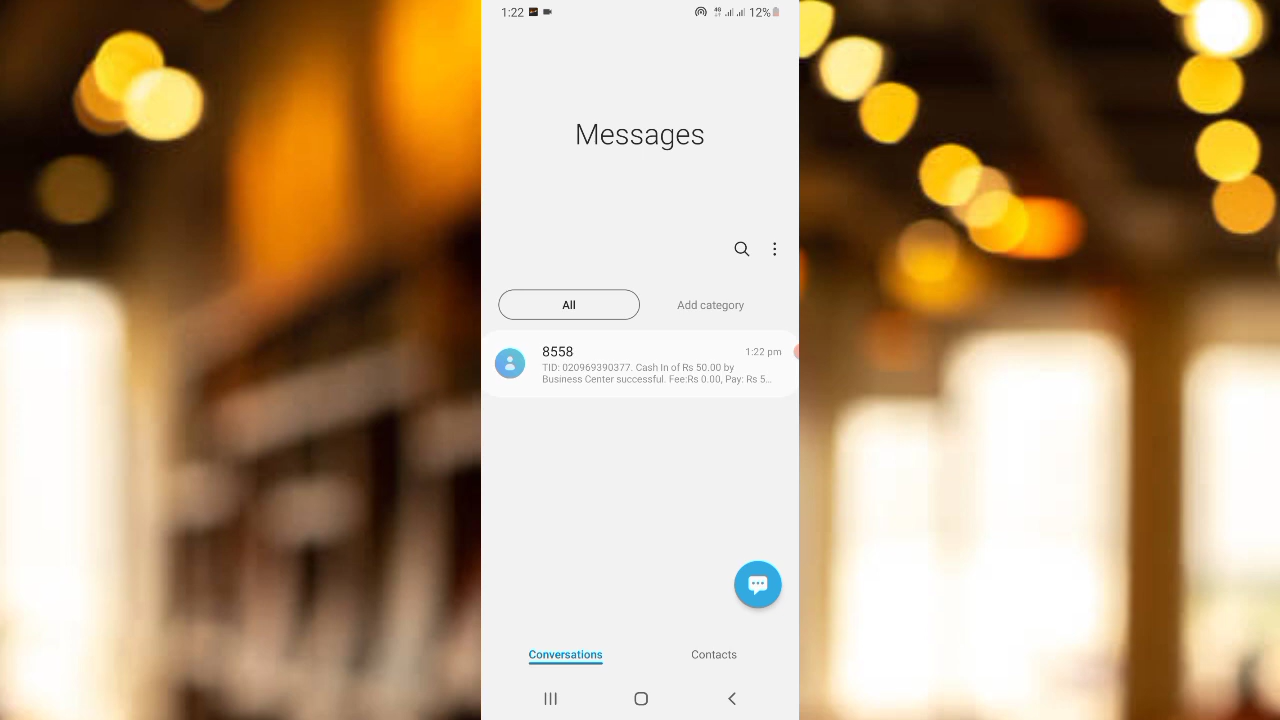 1:22
4G
12%
Messages
All
Add category
8558
1:22 pm
TID: 020969390377. Cash In of Rs 50.00 by
Business Center successful. Fee:Rs 0.00, Pay: Rs 5...
Conversations
Contacts